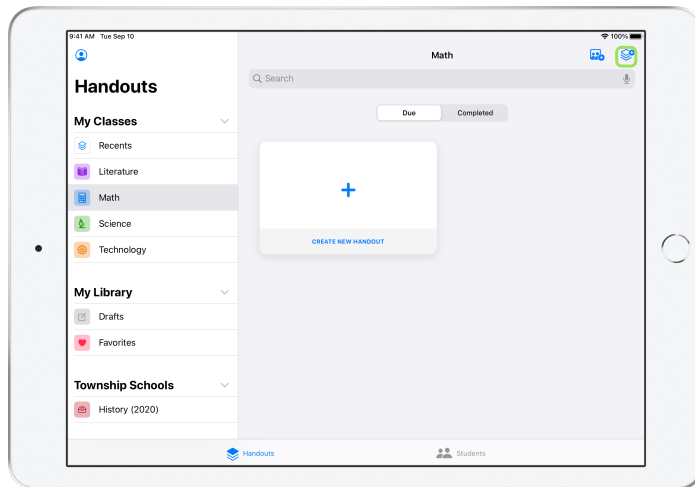 9:41 AM Tue Sep 10
100%
Handouts
My Classes
Recents
Literature
Math
Science
Technology
My Library
Drafts
Favorites
Township Schools
History (2020)
Math
Search
Due Completed
CREATE NEW HANDOUT
Handouts Students